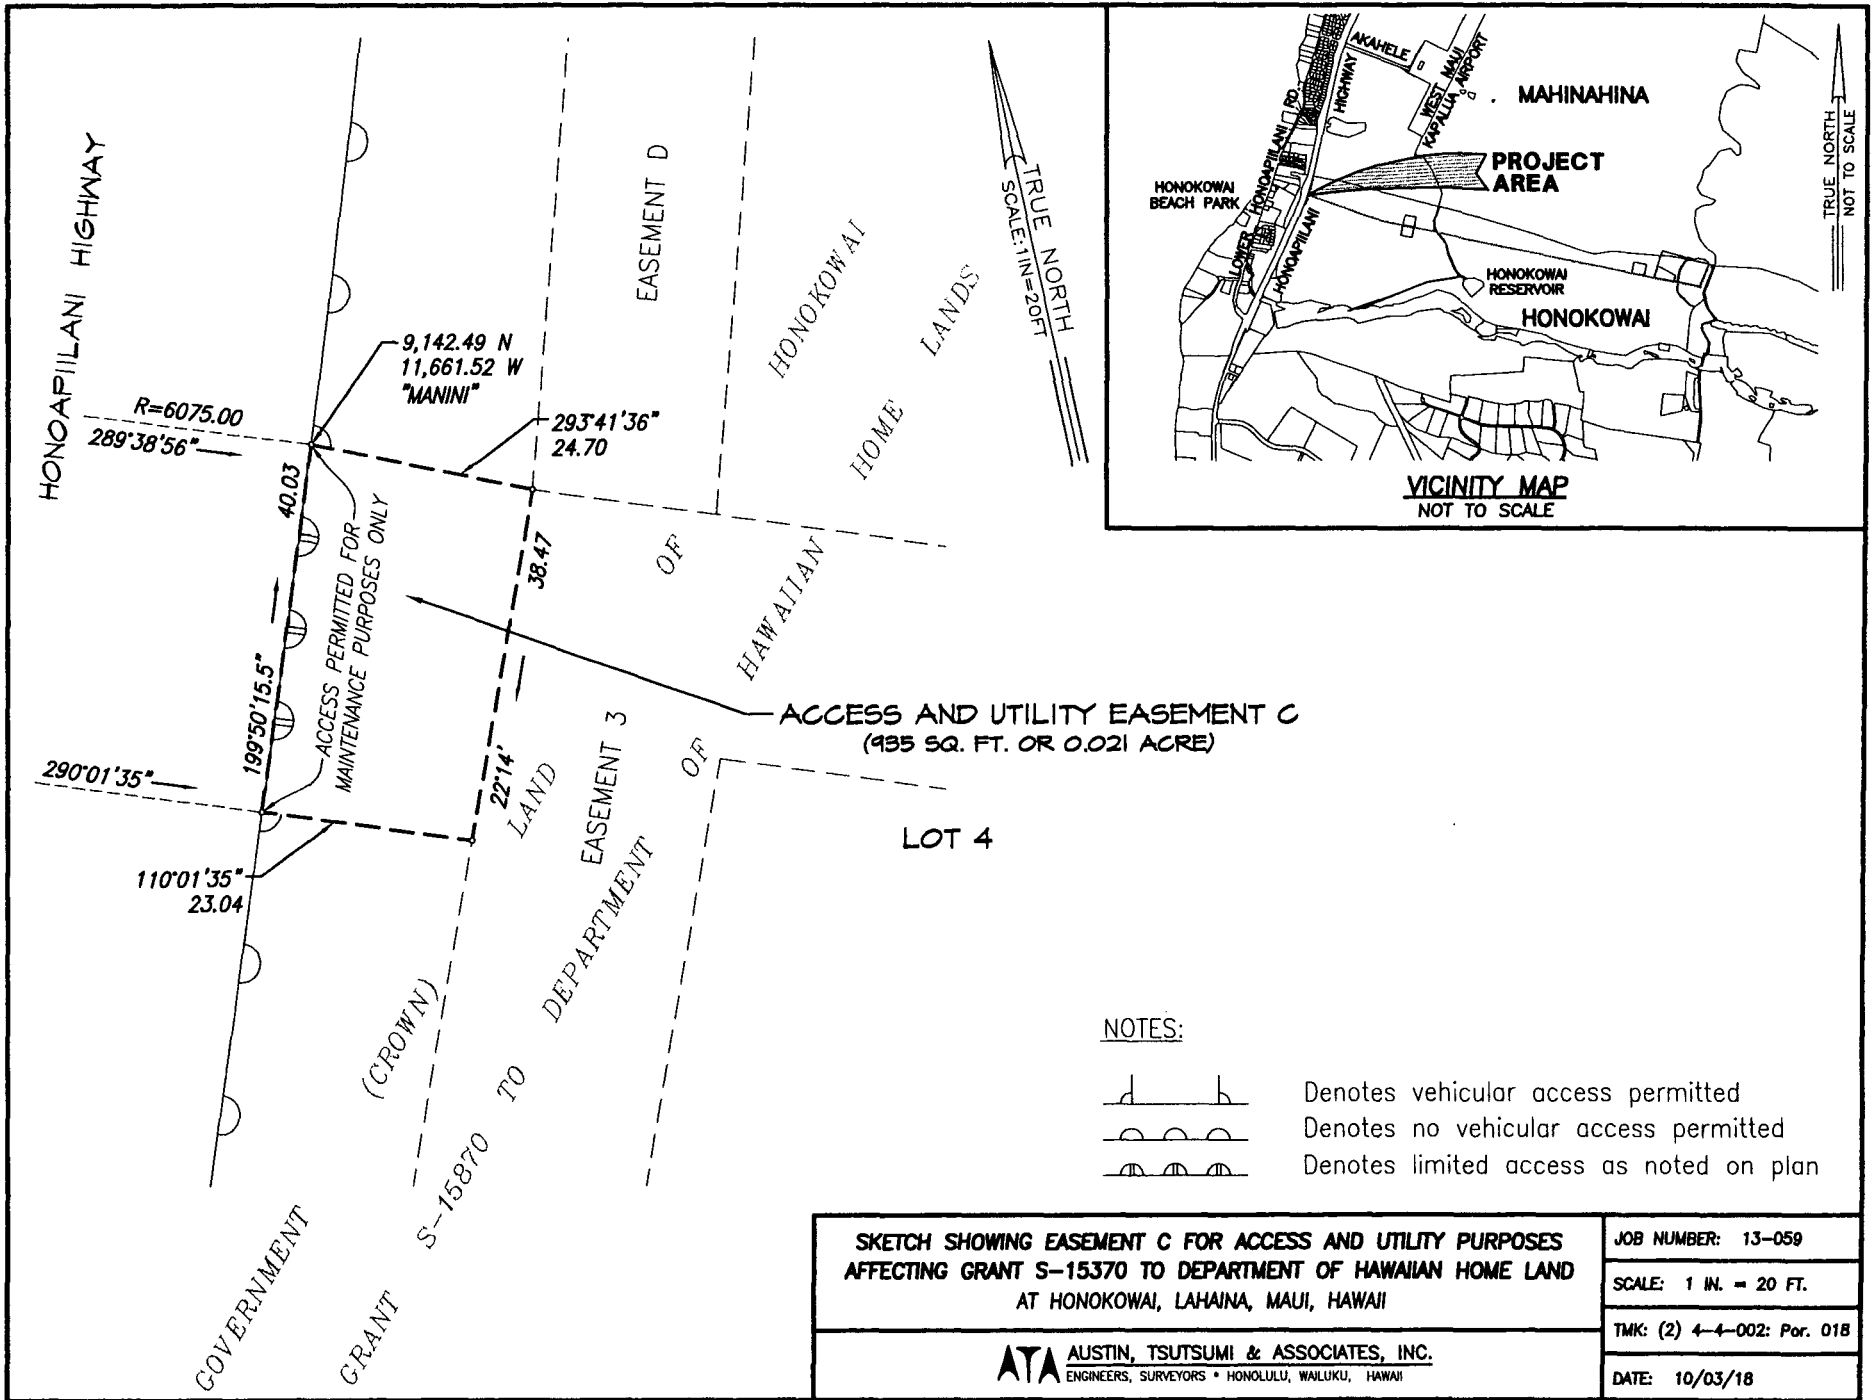 HONOAPIILANI HIGHWAY
EASEMENT D
HONOKOWAI
LANDS
HOME
OF
HAWAIIAN
OF
LAND
EASEMENT 3
DEPARTMENT
TO
(CROWN)
S-15870
GOVERNMENT
GRANT
TRUE NORTH
SCALE:1IN=20FT
9,142.49 N
11,661.52 W
"MANINI"
R=6075.00
289°38'56"
293°41'36"
24.70
40.03
38.47
ACCESS PERMITTED FOR
MAINTENANCE PURPOSES ONLY
199°50'15.5"
22°14'
290°01'35"
110°01'35"
23.04
ACCESS AND UTILITY EASEMENT C
(935 SQ. FT. OR 0.021 ACRE)
LOT 4
AKAHELE
HIGHWAY
WEST MAUI
KAPALUA AIRPORT
MAHINAHINA
LOWER HONOAPIILANI RD.
PROJECT
AREA
HONOKOWAI
BEACH PARK
HONOAPIILANI
HONOKOWAI
RESERVOIR
HONOKOWAI
TRUE NORTH
NOT TO SCALE
VICINITY MAP
NOT TO SCALE
NOTES:
Denotes vehicular access permitted
Denotes no vehicular access permitted
Denotes limited access as noted on plan
SKETCH SHOWING EASEMENT C FOR ACCESS AND UTILITY PURPOSES
AFFECTING GRANT S-15370 TO DEPARTMENT OF HAWAIIAN HOME LAND
AT HONOKOWAI, LAHAINA, MAUI, HAWAII
ATA AUSTIN, TSUTSUMI & ASSOCIATES, INC.
ENGINEERS, SURVEYORS • HONOLULU, WAILUKU, HAWAII
JOB NUMBER: 13-059
SCALE: 1 IN. = 20 FT.
TMK: (2) 4-4-002: Por. 018
DATE: 10/03/18